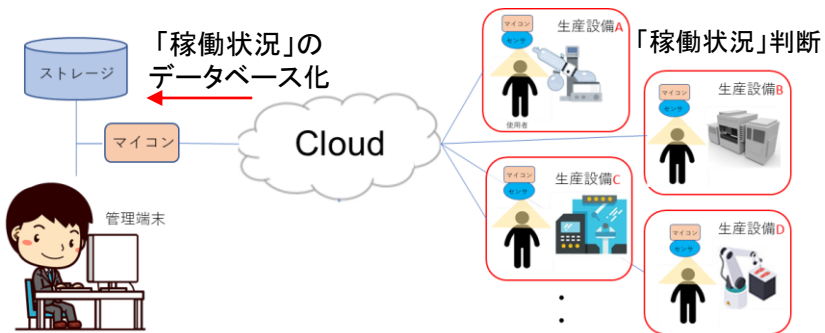 「稼働状況」の
データベース化
ストレージ
マイコン
管理端末
Cloud
マイコン
センサ
生産設備A
使用者
「稼働状況」判断
マイコン
センサ
生産設備B
マイコン
センサ
生産設備C
マイコン
センサ
生産設備D